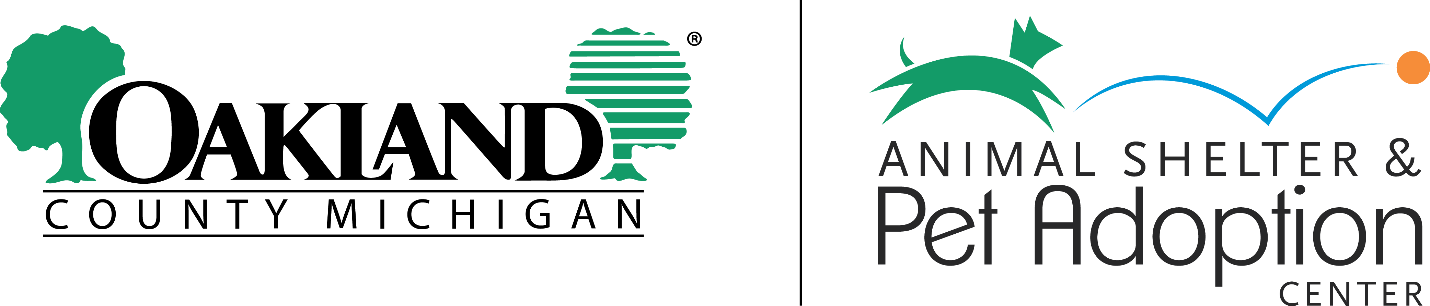 OAKLAND®
COUNTY MICHIGAN
ANIMAL SHELTER &
Pet Adoption
CENTER